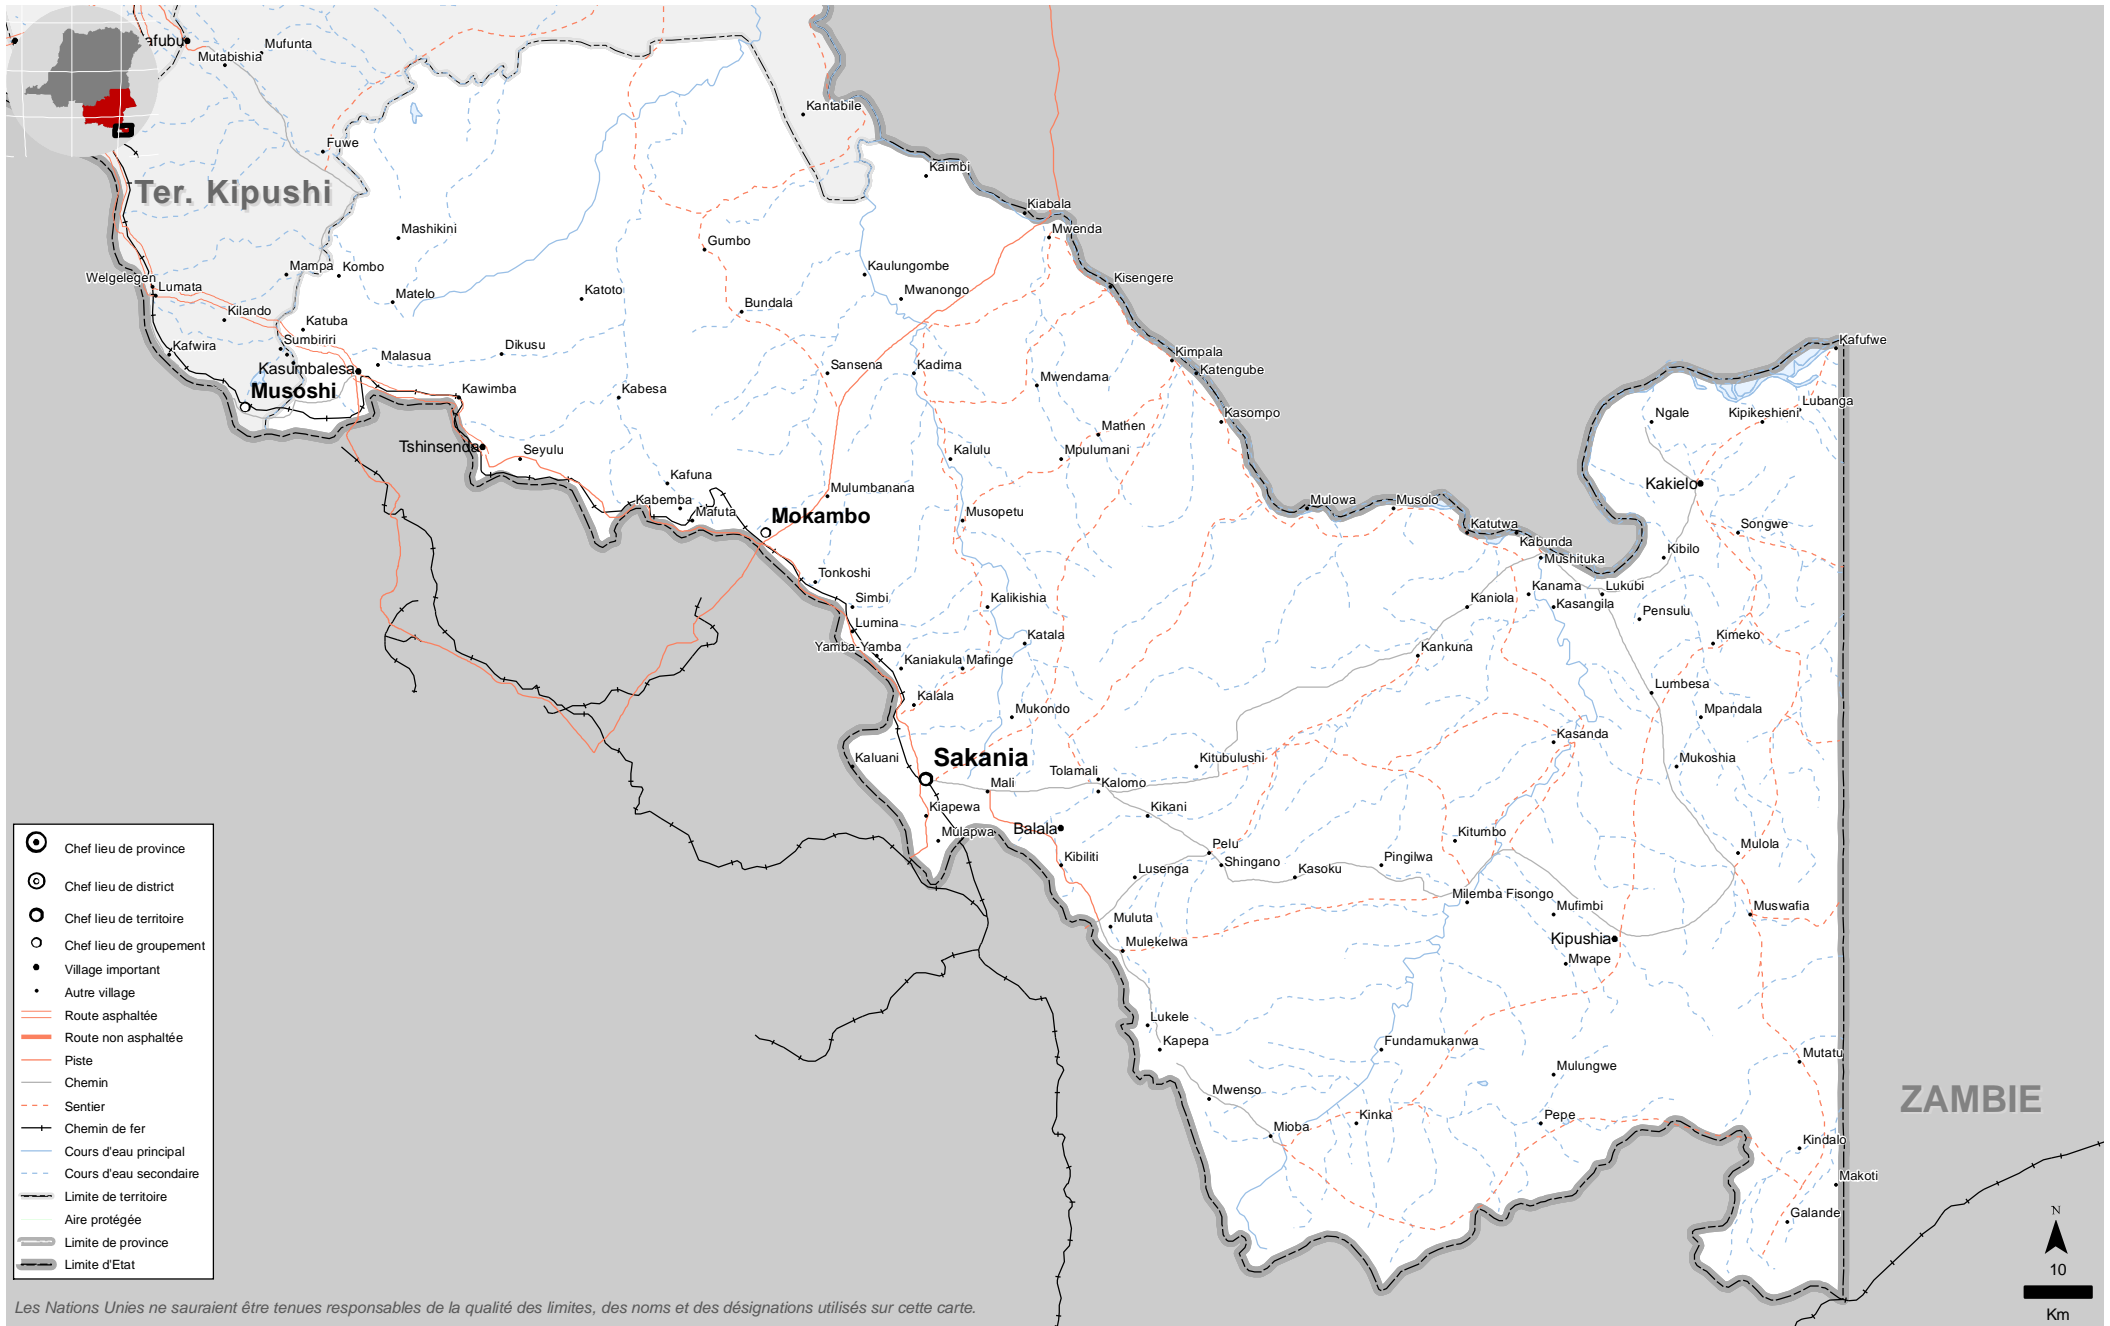 afubu
Mutabishia
Mufunta
Kantabile
Fuwe
Ter. Kipushi
Kaimbi
Kiabala
Mwenda
Mashikini
Gumbo
Mampa
Kombo
Welgelegen
Lumata
Matelo
Katoto
Kaulungombe
Mwanongo
Bundala
Kisengere
Kilando
Katuba
Sumbiriri
Kafwira
Kasumbalesa
Malasua
Dikusu
Musoshi
Kawimba
Kabesa
Sansena
Kadima
Mwendama
Kimpala
Katengube
Kasompo
Kafufwe
Lubanga
Kipikeshieni
Ngale
Tshinsenda
Seyulu
Kafuna
Kabemba
Mafuta
Mokambo
Mulumbanana
Kalulu
Mathen
Mpulumani
Musopetu
Mulowa
Musolo
Katutwa
Kabunda
Mushituka
Kakielo
Songwe
Kibilo
Tonkoshi
Simbi
Lumina
Yamba-Yamba
Kaniakula
Mafinge
Kalikishia
Katala
Kaniola
Kanama
Kasangila
Lukubi
Pensulu
Kimeko
Kankuna
Kalala
Mukondo
Lumbesa
Mpandala
Kasanda
Mukoshia
Kaluani
Sakania
Mali
Tolamali
Kalomo
Kitubulushi
Kiapewa
Mulapwa
Balala
Kikani
Kibiliti
Pelu
Shingano
Lusenga
Kasoku
Pingilwa
Kitumbo
Mulola
Milemba Fisongo
Mufimbi
Muswafia
Muluta
Mulekelwa
Kipushia
Mwape
Lukele
Kapepa
Fundamukanwa
Mulungwe
Mutatu
Mwenso
Mioba
Kinka
Pepe
Kindalo
Makoti
Galande
ZAMBIE
Chef lieu de province
Chef lieu de district
Chef lieu de territoire
Chef lieu de groupement
Village important
Autre village
Route asphaltée
Route non asphaltée
Piste
Chemin
Sentier
Chemin de fer
Cours d'eau principal
Cours d'eau secondaire
Limite de territoire
Aire protégée
Limite de province
Limite d'Etat
N
10
Km
Les Nations Unies ne sauraient être tenues responsables de la qualité des limites, des noms et des désignations utilisés sur cette carte.